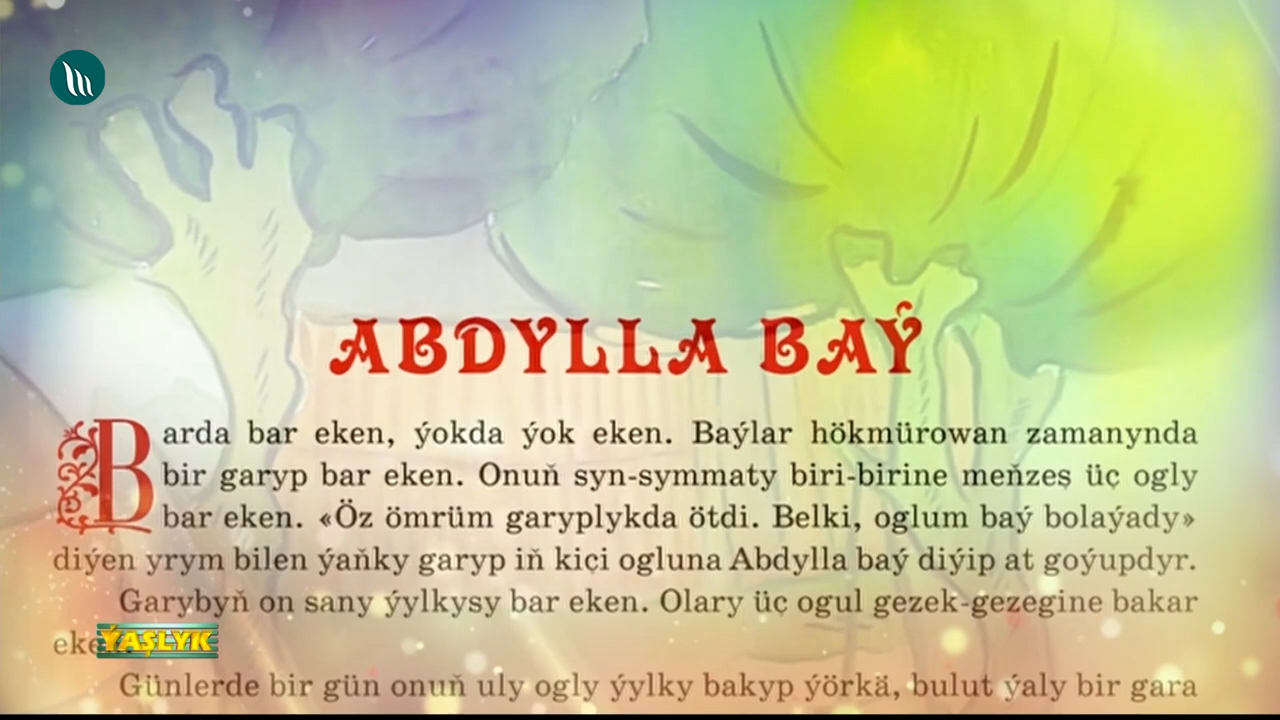 ABDYLLA BAÝ
Barda bar eken, ýokda ýok eken. Baýlar hökmürowan zamanynda
bir garyp bar eken. Onuň syn-symmaty biri-birine meňzeş üç ogly
bar eken. «Öz ömrüm garyplykda ötdi. Belki, oglum baý bolaýady»
diýen yrym bilen ýaňky garyp iň kiçi ogluna Abdylla baý diýip at goýupdyr.
Garybyň on sany ýylkysy bar eken. Olary üç ogul gezek-gezegine bakar
ÝAŞLYK
Günlerde bir gün onuň uly ogly ýylky bakyp ýörkä, bulut ýaly bir gara